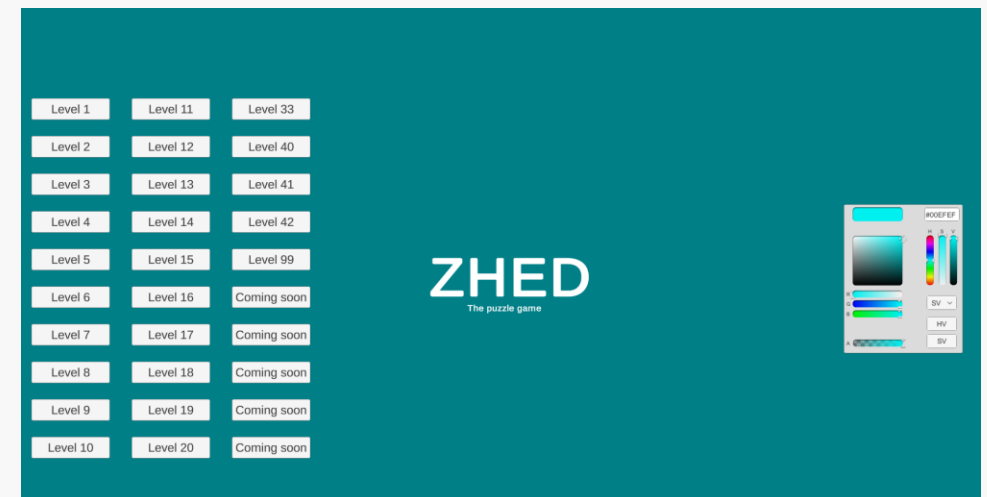 Level 1 Level 11 Level 33
Level 2 Level 12 Level 40
Level 3 Level 13 Level 41
Level 4 Level 14 Level 42
Level 5 Level 15 Level 99
Level 6 Level 16 Coming soon
Level 7 Level 17 Coming soon
Level 8 Level 18 Coming soon
Level 9 Level 19 Coming soon
Level 10 Level 20 Coming soon
ZHED
The puzzle game
#00EFEF
H S V
R
G
B
SV
HV
A
SV